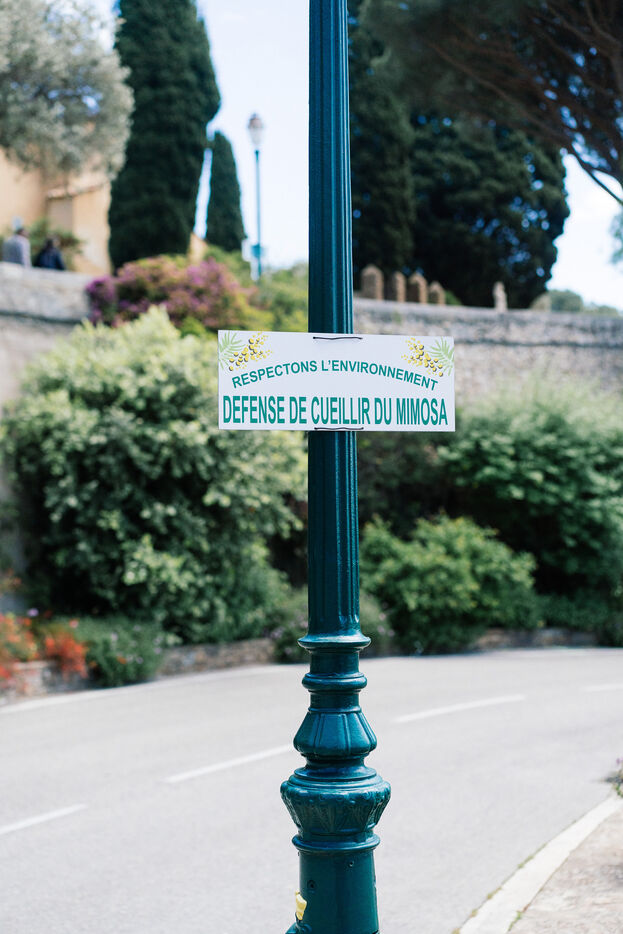 RESPECTONS L'ENVIRONNEMENT
DEFENSE DE CUEILLIR DU MIMOSA